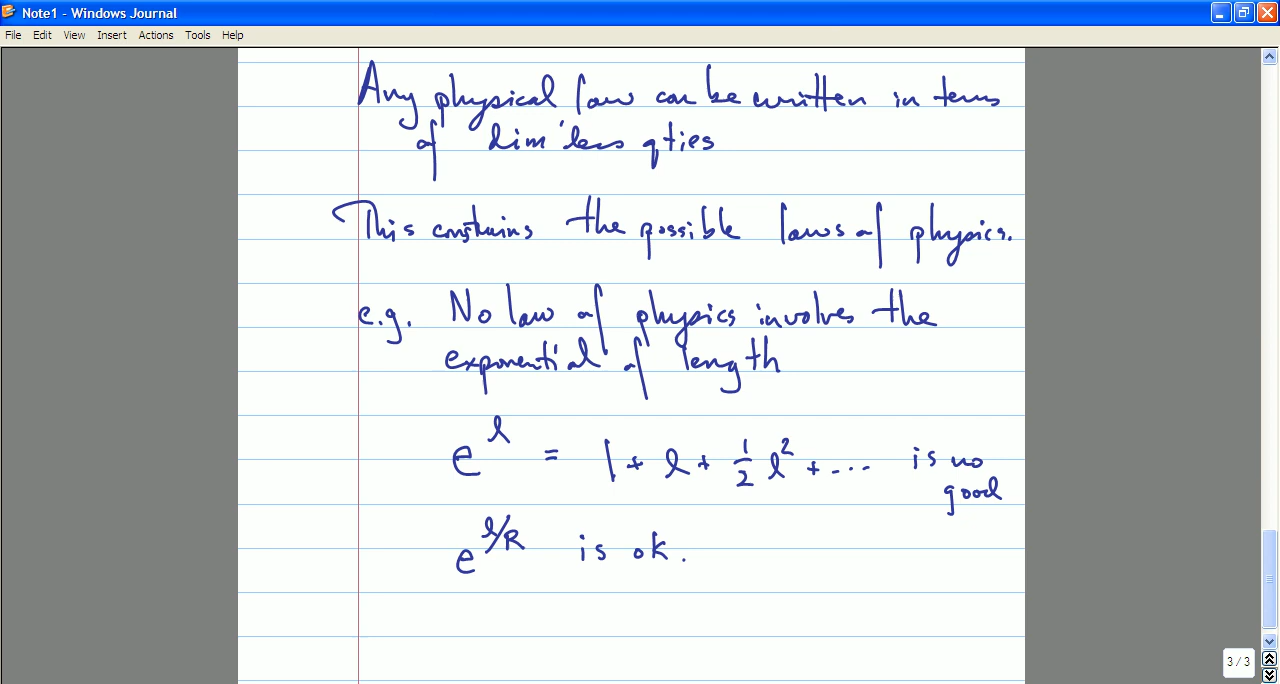 Note1 - Windows Journal
File Edit View Insert Actions Tools Help
Any physical law can be written in terms
of dim'less qties
This constrains the possible laws of physics.
e.g. No law of physics involves the
exponential of length
e^l = 1 + l + 1/2 l^2 + ... is no
good
e^{l/R} is ok.
3 / 3